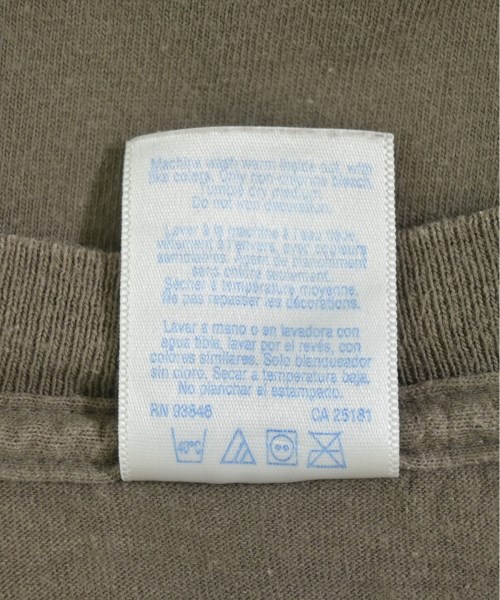 Machine wash warm inside out, with
like colors. Only non-chlorine bleach.
Tumble dry medium.
Do not iron decoration.
Laver à la machine à l'eau tiède
vêtement à l'envers, avec couleurs
semblables. Agent de blanchiment
sans chlore seulement.
Sécher à température moyenne.
Ne pas repasser les décorations.
Lavar a mano o en lavadora con
agua tibia, lavar por el revés, con
colores similares. Solo blanqueador
sin cloro. Secar a temperatura baja.
No planchar el estampado.
RN 93846 CA 25181
40°C